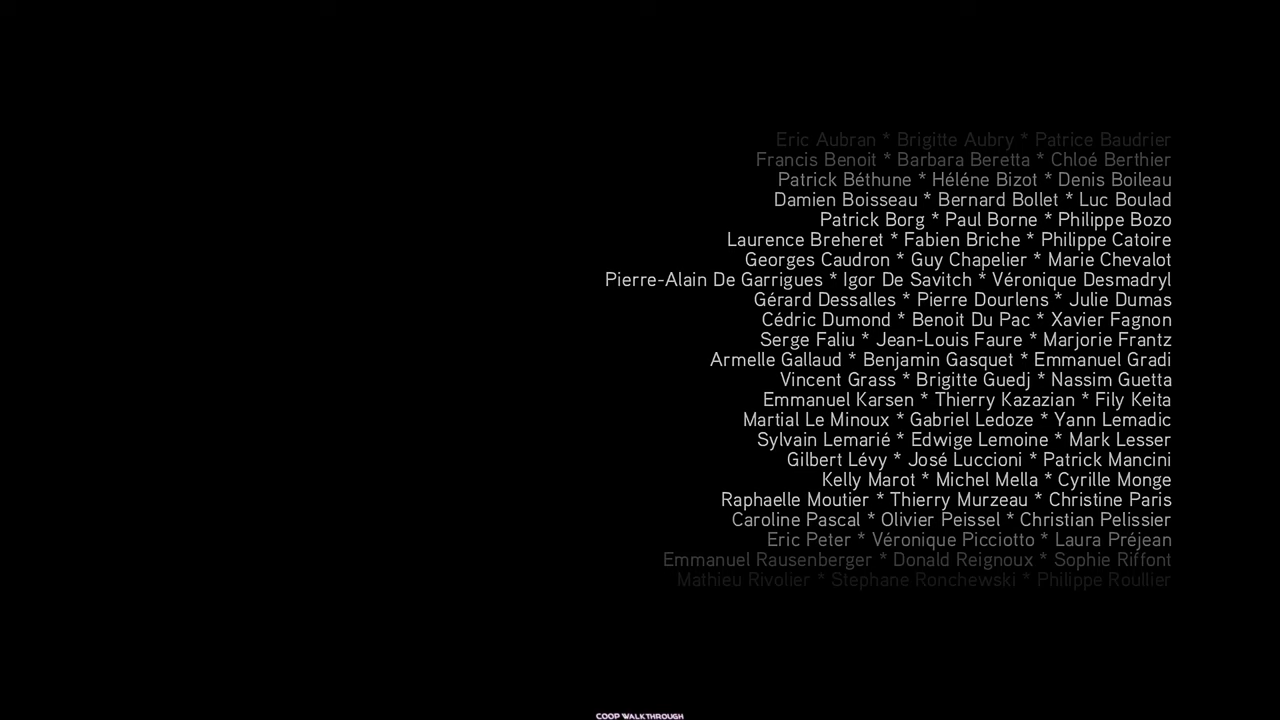 Eric Aubran * Brigitte Aubry * Patrice Baudrier
Francis Benoit * Barbara Beretta * Chloé Berthier
Patrick Béthune * Héléne Bizot * Denis Boileau
Damien Boisseau * Bernard Bollet * Luc Boulad
Patrick Borg * Paul Borne * Philippe Bozo
Laurence Breheret * Fabien Briche * Philippe Catoire
Georges Caudron * Guy Chapelier * Marie Chevalot
Pierre-Alain De Garrigues * Igor De Savitch * Véronique Desmadryl
Gérard Dessalles * Pierre Dourlens * Julie Dumas
Cédric Dumond * Benoit Du Pac * Xavier Fagnon
Serge Faliu * Jean-Louis Faure * Marjorie Frantz
Armelle Gallaud * Benjamin Gasquet * Emmanuel Gradi
Vincent Grass * Brigitte Guedj * Nassim Guetta
Emmanuel Karsen * Thierry Kazazian * Fily Keita
Martial Le Minoux * Gabriel Ledoze * Yann Lemadic
Sylvain Lemarié * Edwige Lemoine * Mark Lesser
Gilbert Lévy * José Luccioni * Patrick Mancini
Kelly Marot * Michel Mella * Cyrille Monge
Raphaelle Moutier * Thierry Murzeau * Christine Paris
Caroline Pascal * Olivier Peissel * Christian Pelissier
Eric Peter * Véronique Picciotto * Laura Préjean
Emmanuel Rausenberger * Donald Reignoux * Sophie Riffont
Mathieu Rivolier * Stephane Ronchewski * Philippe Roullier
COOP WALKTHROUGH